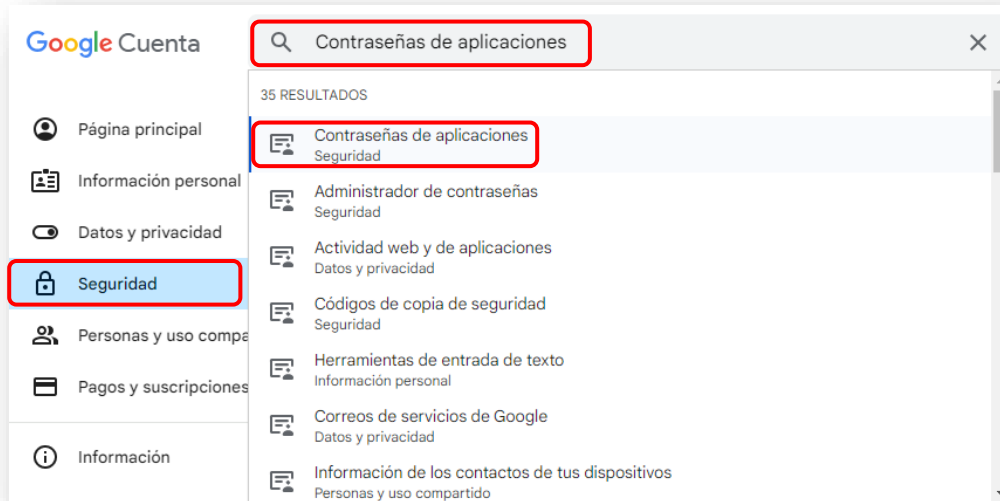 Google Cuenta
Contraseñas de aplicaciones
Página principal
Información personal
Datos y privacidad
Seguridad
Personas y uso compa
Pagos y suscripciones
Información
35 RESULTADOS
Contraseñas de aplicaciones
Seguridad
Administrador de contraseñas
Seguridad
Actividad web y de aplicaciones
Datos y privacidad
Códigos de copia de seguridad
Seguridad
Herramientas de entrada de texto
Información personal
Correos de servicios de Google
Datos y privacidad
Información de los contactos de tus dispositivos
Personas y uso compartido